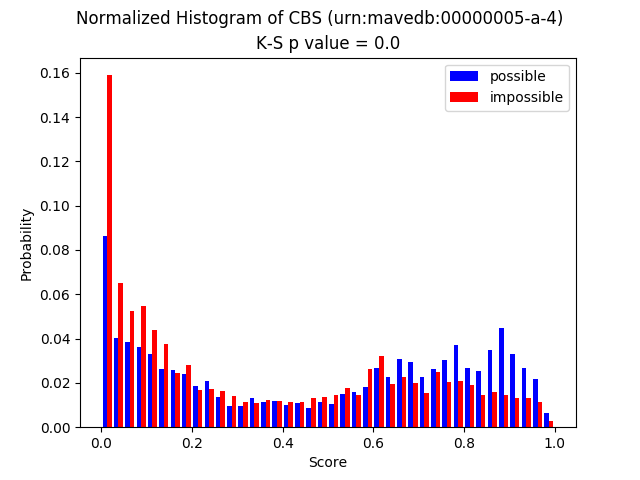 Normalized Histogram of CBS (urn:mavedb:00000005-a-4)
K-S p value = 0.0
possible
impossible
0.16
0.14
0.12
0.10
0.08
0.06
0.04
0.02
0.00
Probability
0.0 0.2 0.4 0.6 0.8 1.0
Score